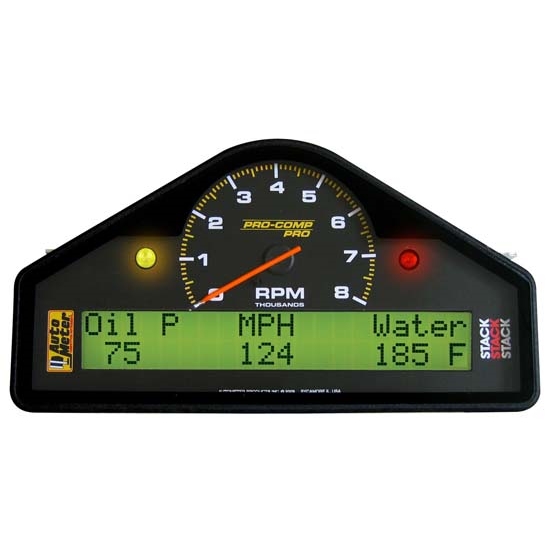 4
3 5
2 6
PRO-COMP
PRO
1 7
0 RPM 8
THOUSANDS
Auto Meter
Oil P MPH Water
75 124 185 F
STACK
STACK
STACK